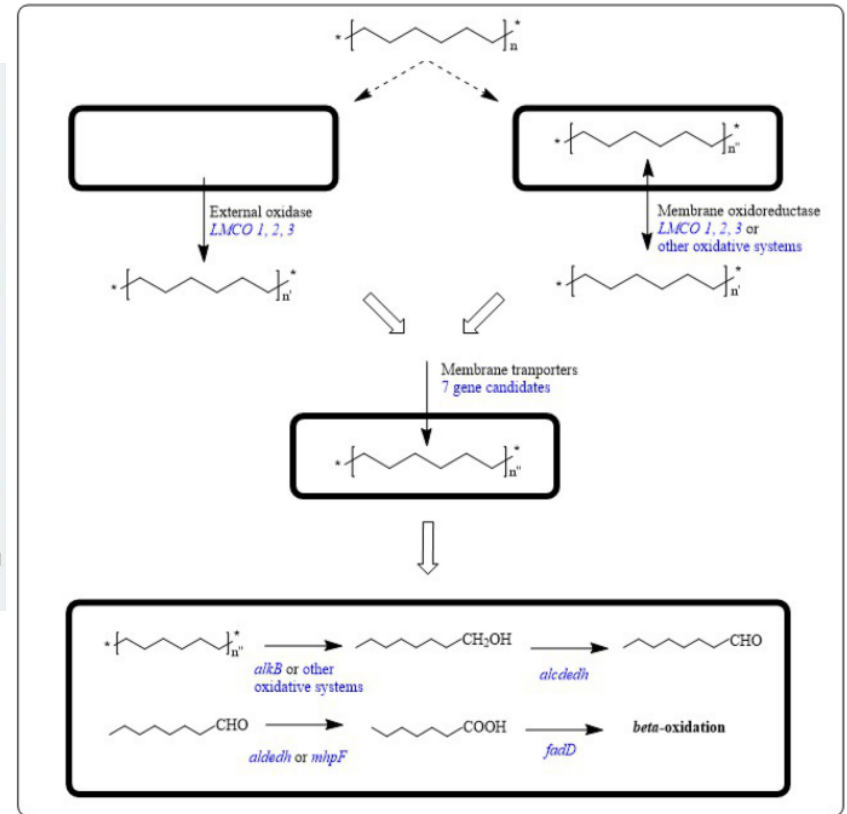 *-[ ]n*
*-[ ]n"*
External oxidase
LMCO 1, 2, 3
Membrane oxidoreductase
LMCO 1, 2, 3 or
other oxidative systems
*-[ ]n'*
*-[ ]n'*
Membrane tranporters
7 gene candidates
*-[ ]n"*
*-[ ]n" CH₂OH CHO
alkB or other
oxidative systems
alcdedh
CHO COOH beta-oxidation
aldedh or mhpF fadD